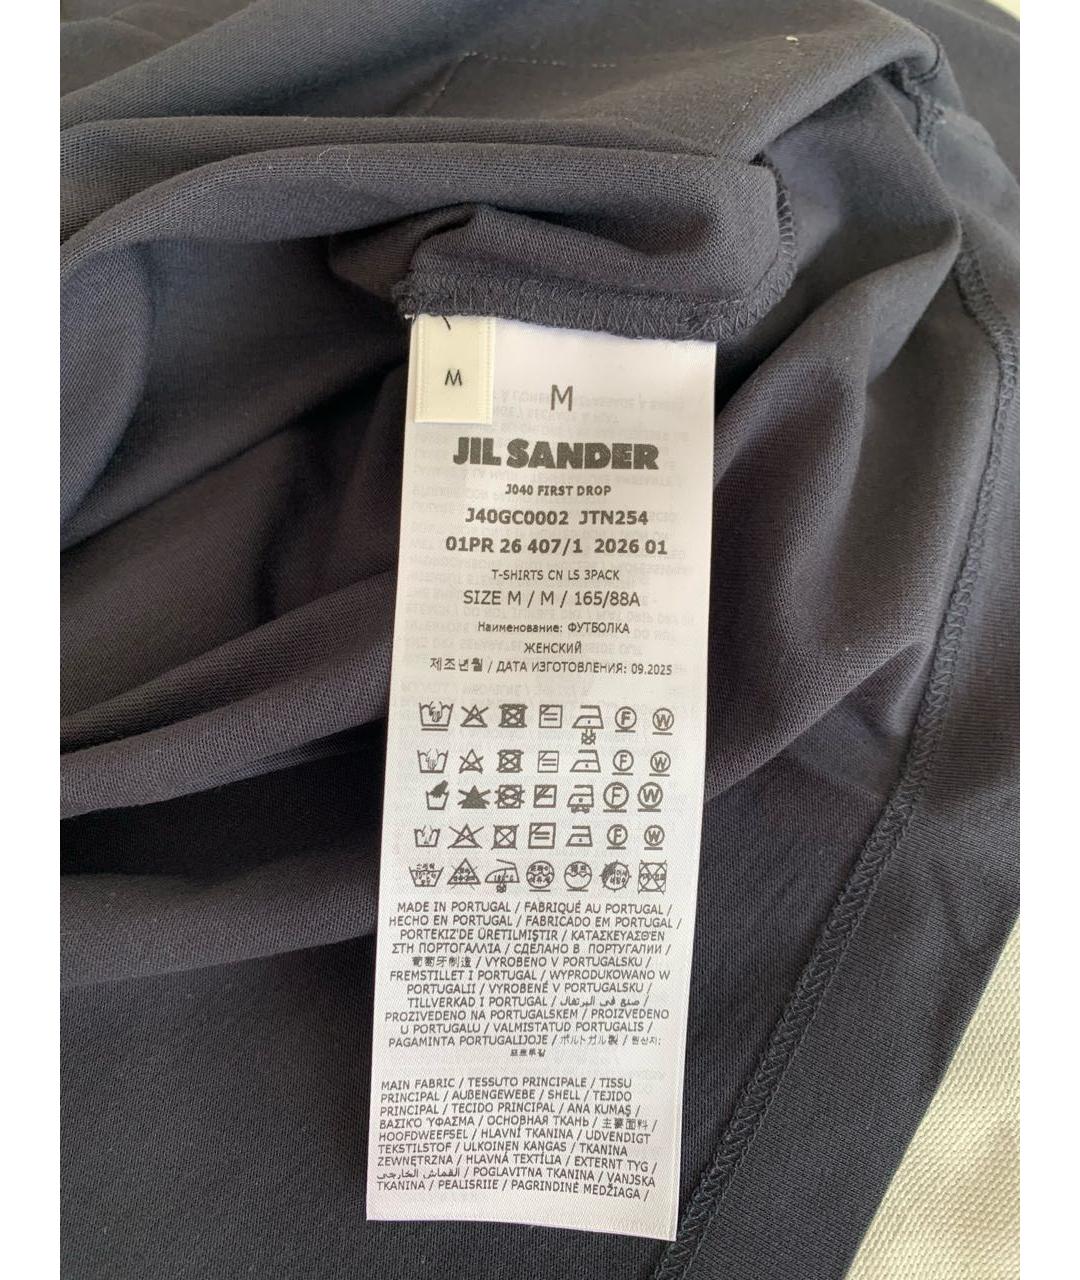 M
M
JIL SANDER
J040 FIRST DROP
J40GC0002 JTN254
01PR 26 407/1 2026 01
T-SHIRTS CN LS 3PACK
SIZE M / M / 165/88A
Наименование: ФУТБОЛКА
ЖЕНСКИЙ
제조년월 / ДАТА ИЗГОТОВЛЕНИЯ: 09.2025
F W
F W
F W
F W
MADE IN PORTUGAL / FABRIQUÉ AU PORTUGAL /
HECHO EN PORTUGAL / FABRICADO EM PORTUGAL /
PORTEKIZ'DE ÜRETILMIŞTIR / ΚΑΤΑΣΚΕΥΑΣΘΕΝ
ΣΤΗ ΠΟΡΤΟΓΑΛΛΙΑ / СДЕЛАНО В ПОРТУГАЛИИ /
葡萄牙制造 / VYROBENO V PORTUGALSKU /
FREMSTILLET I PORTUGAL / WYPRODUKOWANO W
PORTUGALII / VYROBENÉ V PORTUGALSKU /
TILLVERKAD I PORTUGAL / صنع في البرتغال /
PROIZVEDENO NA PORTUGALSKEM / PROIZVEDENO
U PORTUGALU / VALMISTATUD PORTUGALIS /
PAGAMINTA PORTUGALIJOJE / ポルトガル製 / 원산지:
포르투갈
MAIN FABRIC / TESSUTO PRINCIPALE / TISSU
PRINCIPAL / AUßENGEWEBE / SHELL / TEJIDO
PRINCIPAL / TECIDO PRINCIPAL / ANA KUMAŞ /
ΒΑΣΙΚΌ ΎΦΑΣΜΑ / ОСНОВНАЯ ТКАНЬ / 主要面料 /
HOOFDWEEFSEL / HLAVNÍ TKANINA / UDVENDIGT
TEKSTILSTOF / ULKOINEN KANGAS / TKANINA
ZEWNĘTRZNA / HLAVNÁ TEXTÍLIA / EXTERNT TYG /
القماش الخارجي / POGLAVITNA TKANINA / VANJSKA
TKANINA / PEALISRIIE / PAGRINDINĖ MEDŽIAGA /